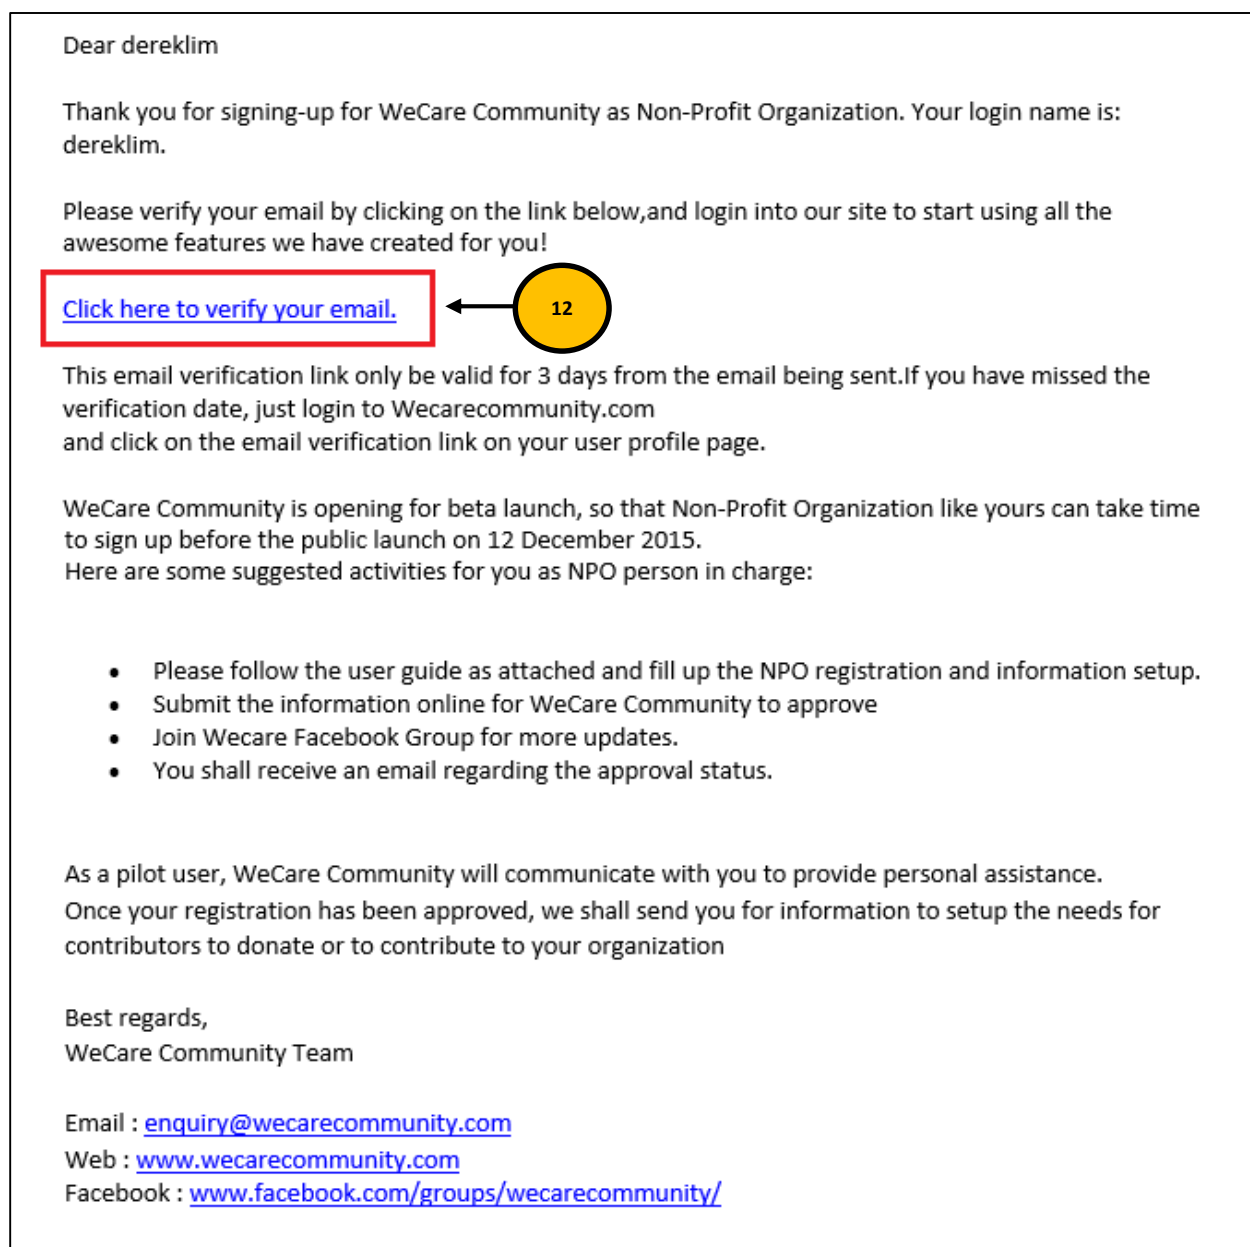 Dear dereklim
Thank you for signing-up for WeCare Community as Non-Profit Organization. Your login name is:
dereklim.
Please verify your email by clicking on the link below,and login into our site to start using all the
awesome features we have created for you!
Click here to verify your email.
12
This email verification link only be valid for 3 days from the email being sent.If you have missed the
verification date, just login to Wecarecommunity.com
and click on the email verification link on your user profile page.
WeCare Community is opening for beta launch, so that Non-Profit Organization like yours can take time
to sign up before the public launch on 12 December 2015.
Here are some suggested activities for you as NPO person in charge:
• Please follow the user guide as attached and fill up the NPO registration and information setup.
• Submit the information online for WeCare Community to approve
• Join Wecare Facebook Group for more updates.
• You shall receive an email regarding the approval status.
As a pilot user, WeCare Community will communicate with you to provide personal assistance.
Once your registration has been approved, we shall send you for information to setup the needs for
contributors to donate or to contribute to your organization
Best regards,
WeCare Community Team
Email : enquiry@wecarecommunity.com
Web : www.wecarecommunity.com
Facebook : www.facebook.com/groups/wecarecommunity/